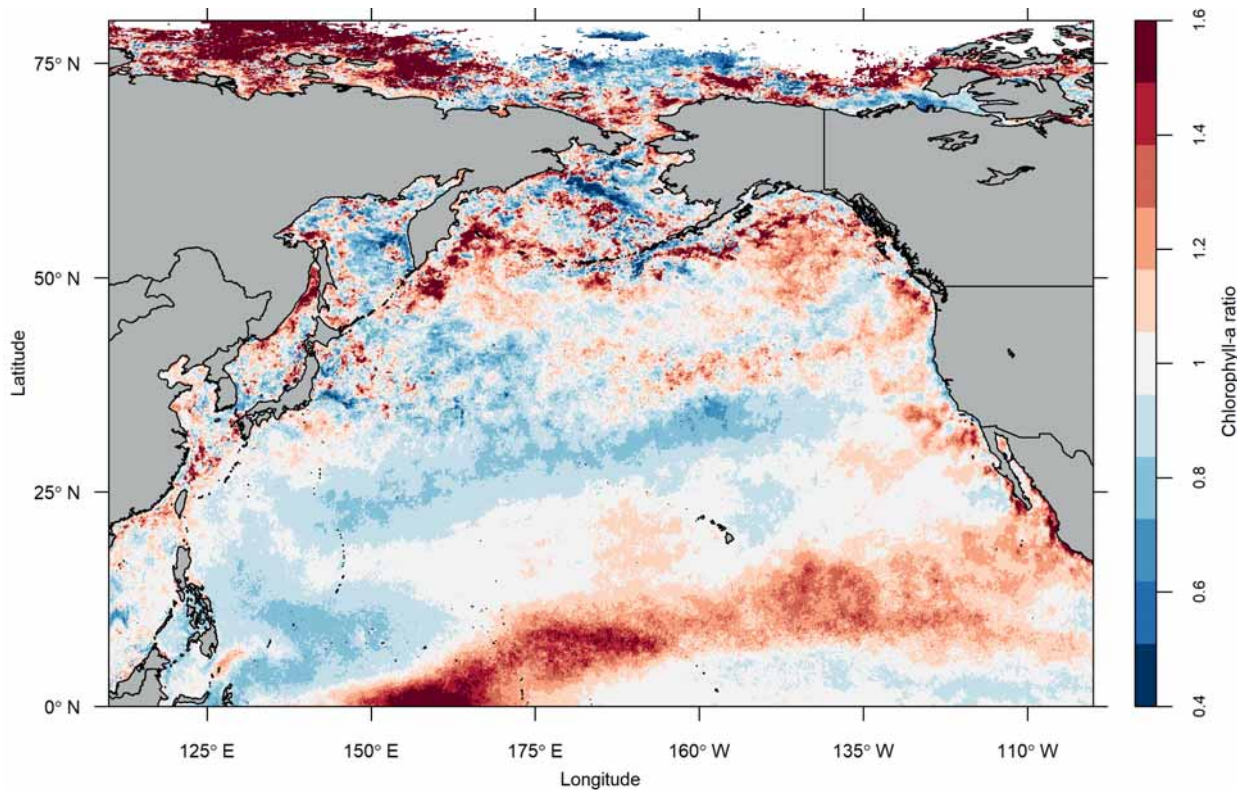 75° N
50° N
25° N
0° N
Latitude
125° E
150° E
175° E
160° W
135° W
110° W
Longitude
1.6
1.4
1.2
1
0.8
0.6
0.4
Chlorophyll-a ratio